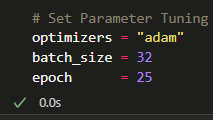 # Set Parameter Tuning
optimizers = "adam"
batch_size = 32
epoch = 25
✓ 0.0s